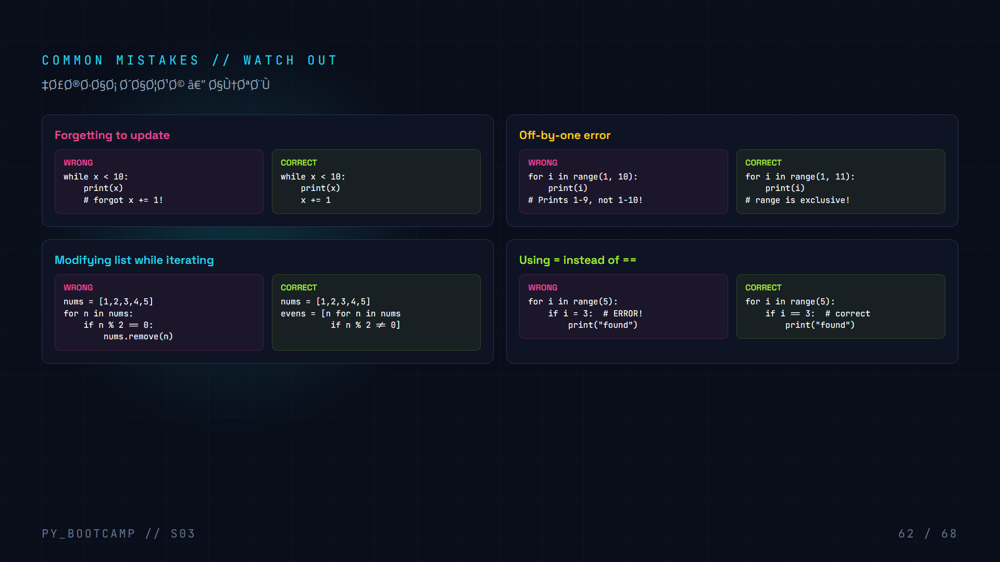 COMMON MISTAKES // WATCH OUT
‡Ø£Ø®Ø·Ø§Ø¡ Ø´Ø§Ø¦Ø¹Ø© â€” Ø§Ù†ØªØ¨Ù
Forgetting to update
WRONG
while x < 10:
    print(x)
    # forgot x += 1!
CORRECT
while x < 10:
    print(x)
    x += 1
Off-by-one error
WRONG
for i in range(1, 10):
    print(i)
# Prints 1-9, not 1-10!
CORRECT
for i in range(1, 11):
    print(i)
# range is exclusive!
Modifying list while iterating
WRONG
nums = [1,2,3,4,5]
for n in nums:
    if n % 2 == 0:
        nums.remove(n)
CORRECT
nums = [1,2,3,4,5]
evens = [n for n in nums
          if n % 2 != 0]
Using = instead of ==
WRONG
for i in range(5):
    if i = 3:  # ERROR!
        print("found")
CORRECT
for i in range(5):
    if i == 3:  # correct
        print("found")
PY_BOOTCAMP // S03
62 / 68